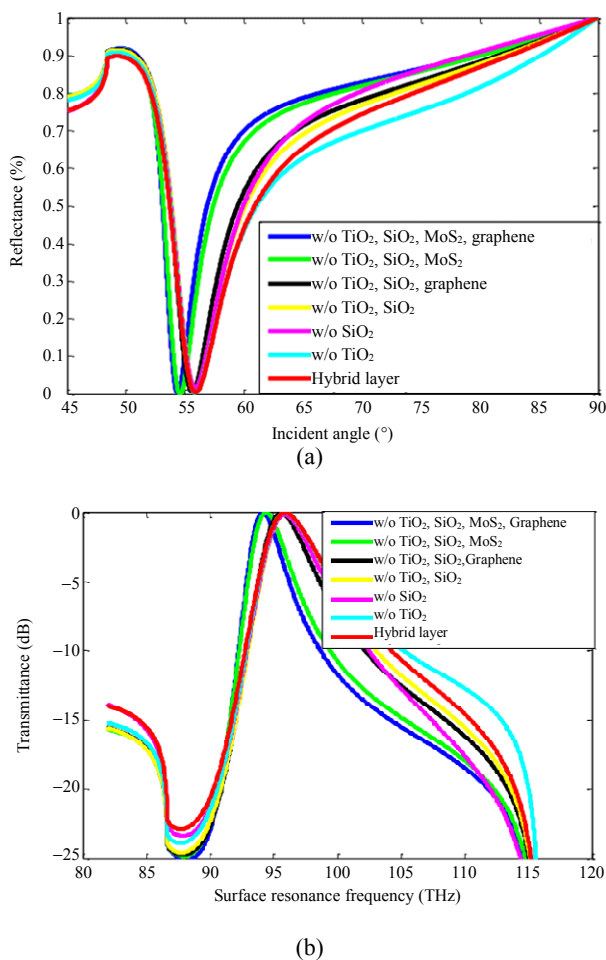 1
0.9
0.8
0.7
0.6
0.5
0.4
0.3
0.2
0.1
0
Reflectance (%)
w/o TiO₂, SiO₂, MoS₂, graphene
w/o TiO₂, SiO₂, MoS₂
w/o TiO₂, SiO₂, graphene
w/o TiO₂, SiO₂
w/o SiO₂
w/o TiO₂
Hybrid layer
45 50 55 60 65 70 75 80 85 90
Incident angle (°)
(a)
0
−5
−10
−15
−20
−25
Transmittance (dB)
w/o TiO₂, SiO₂, MoS₂, Graphene
w/o TiO₂, SiO₂, MoS₂
w/o TiO₂, SiO₂,Graphene
w/o TiO₂, SiO₂
w/o SiO₂
w/o TiO₂
Hybrid layer
80 85 90 95 100 105 110 115 120
Surface resonance frequency (THz)
(b)